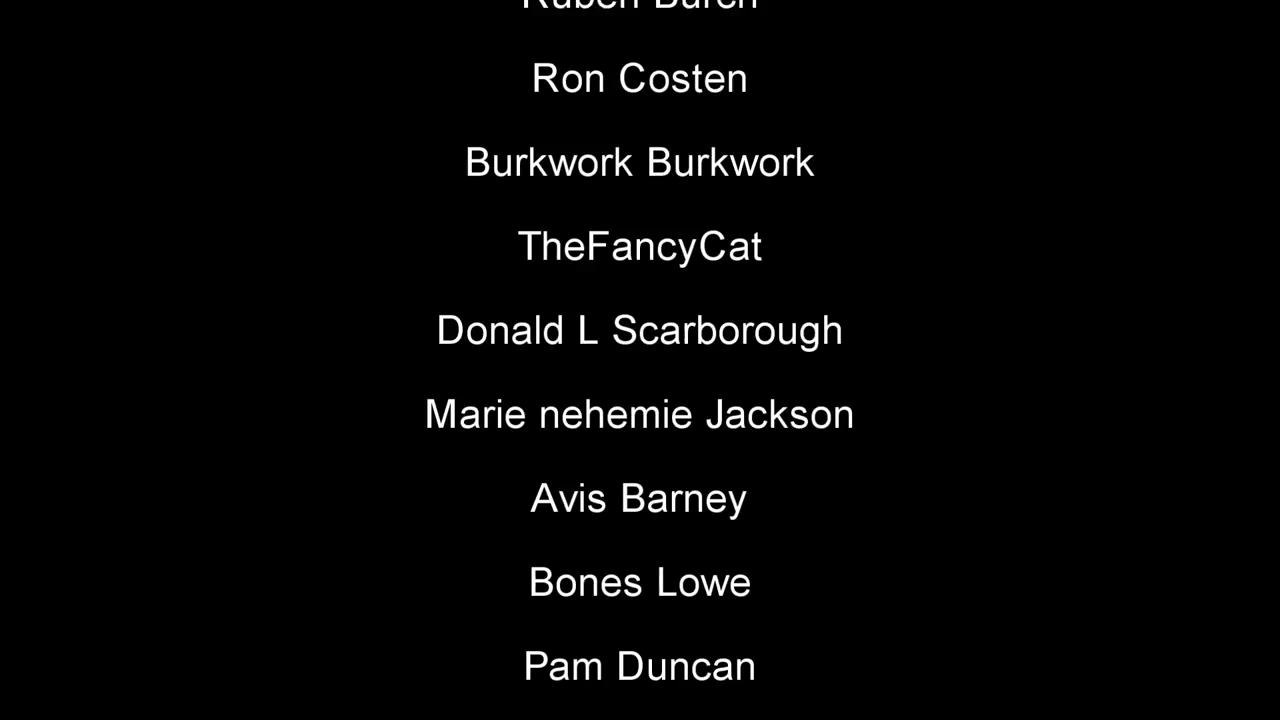 Ron Costen
Burkwork Burkwork
TheFancyCat
Donald L Scarborough
Marie nehemie Jackson
Avis Barney
Bones Lowe
Pam Duncan